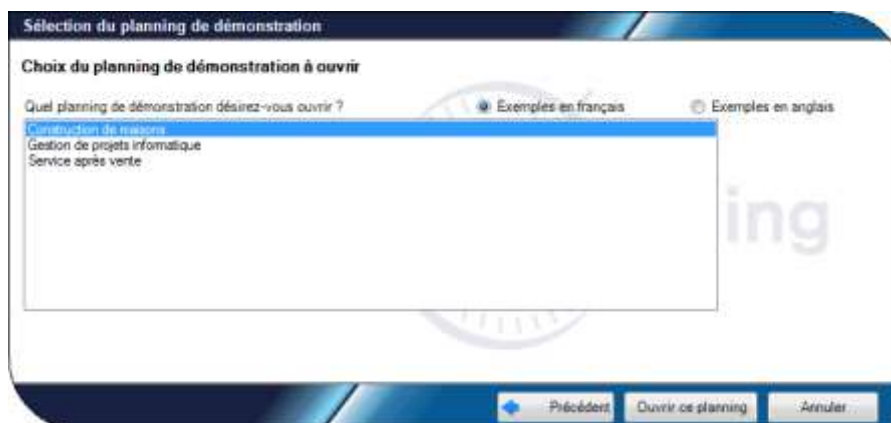 Sélection du planning de démonstration
Choix du planning de démonstration à ouvrir
Quel planning de démonstration désirez-vous ouvrir ? Exemples en français Exemples en anglais
Construction de maisons
Gestion de projets informatique
Service après vente
ing
Précédent Ouvrir ce planning Annuler